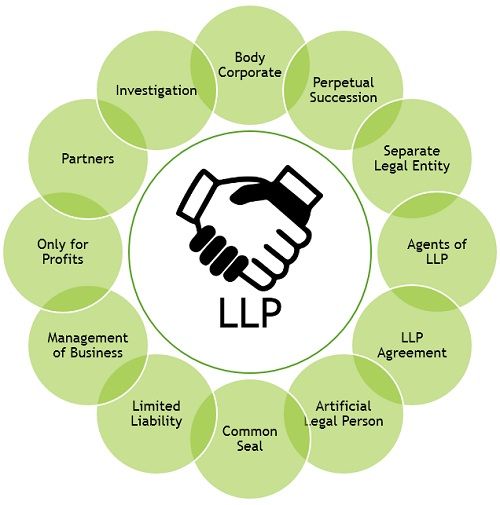 Body
Corporate
Perpetual
Succession
Separate
Legal Entity
Agents of
LLP
LLP
Agreement
Artificial
Legal Person
Common
Seal
Limited
Liability
Management
of Business
Only for
Profits
Partners
Investigation
LLP